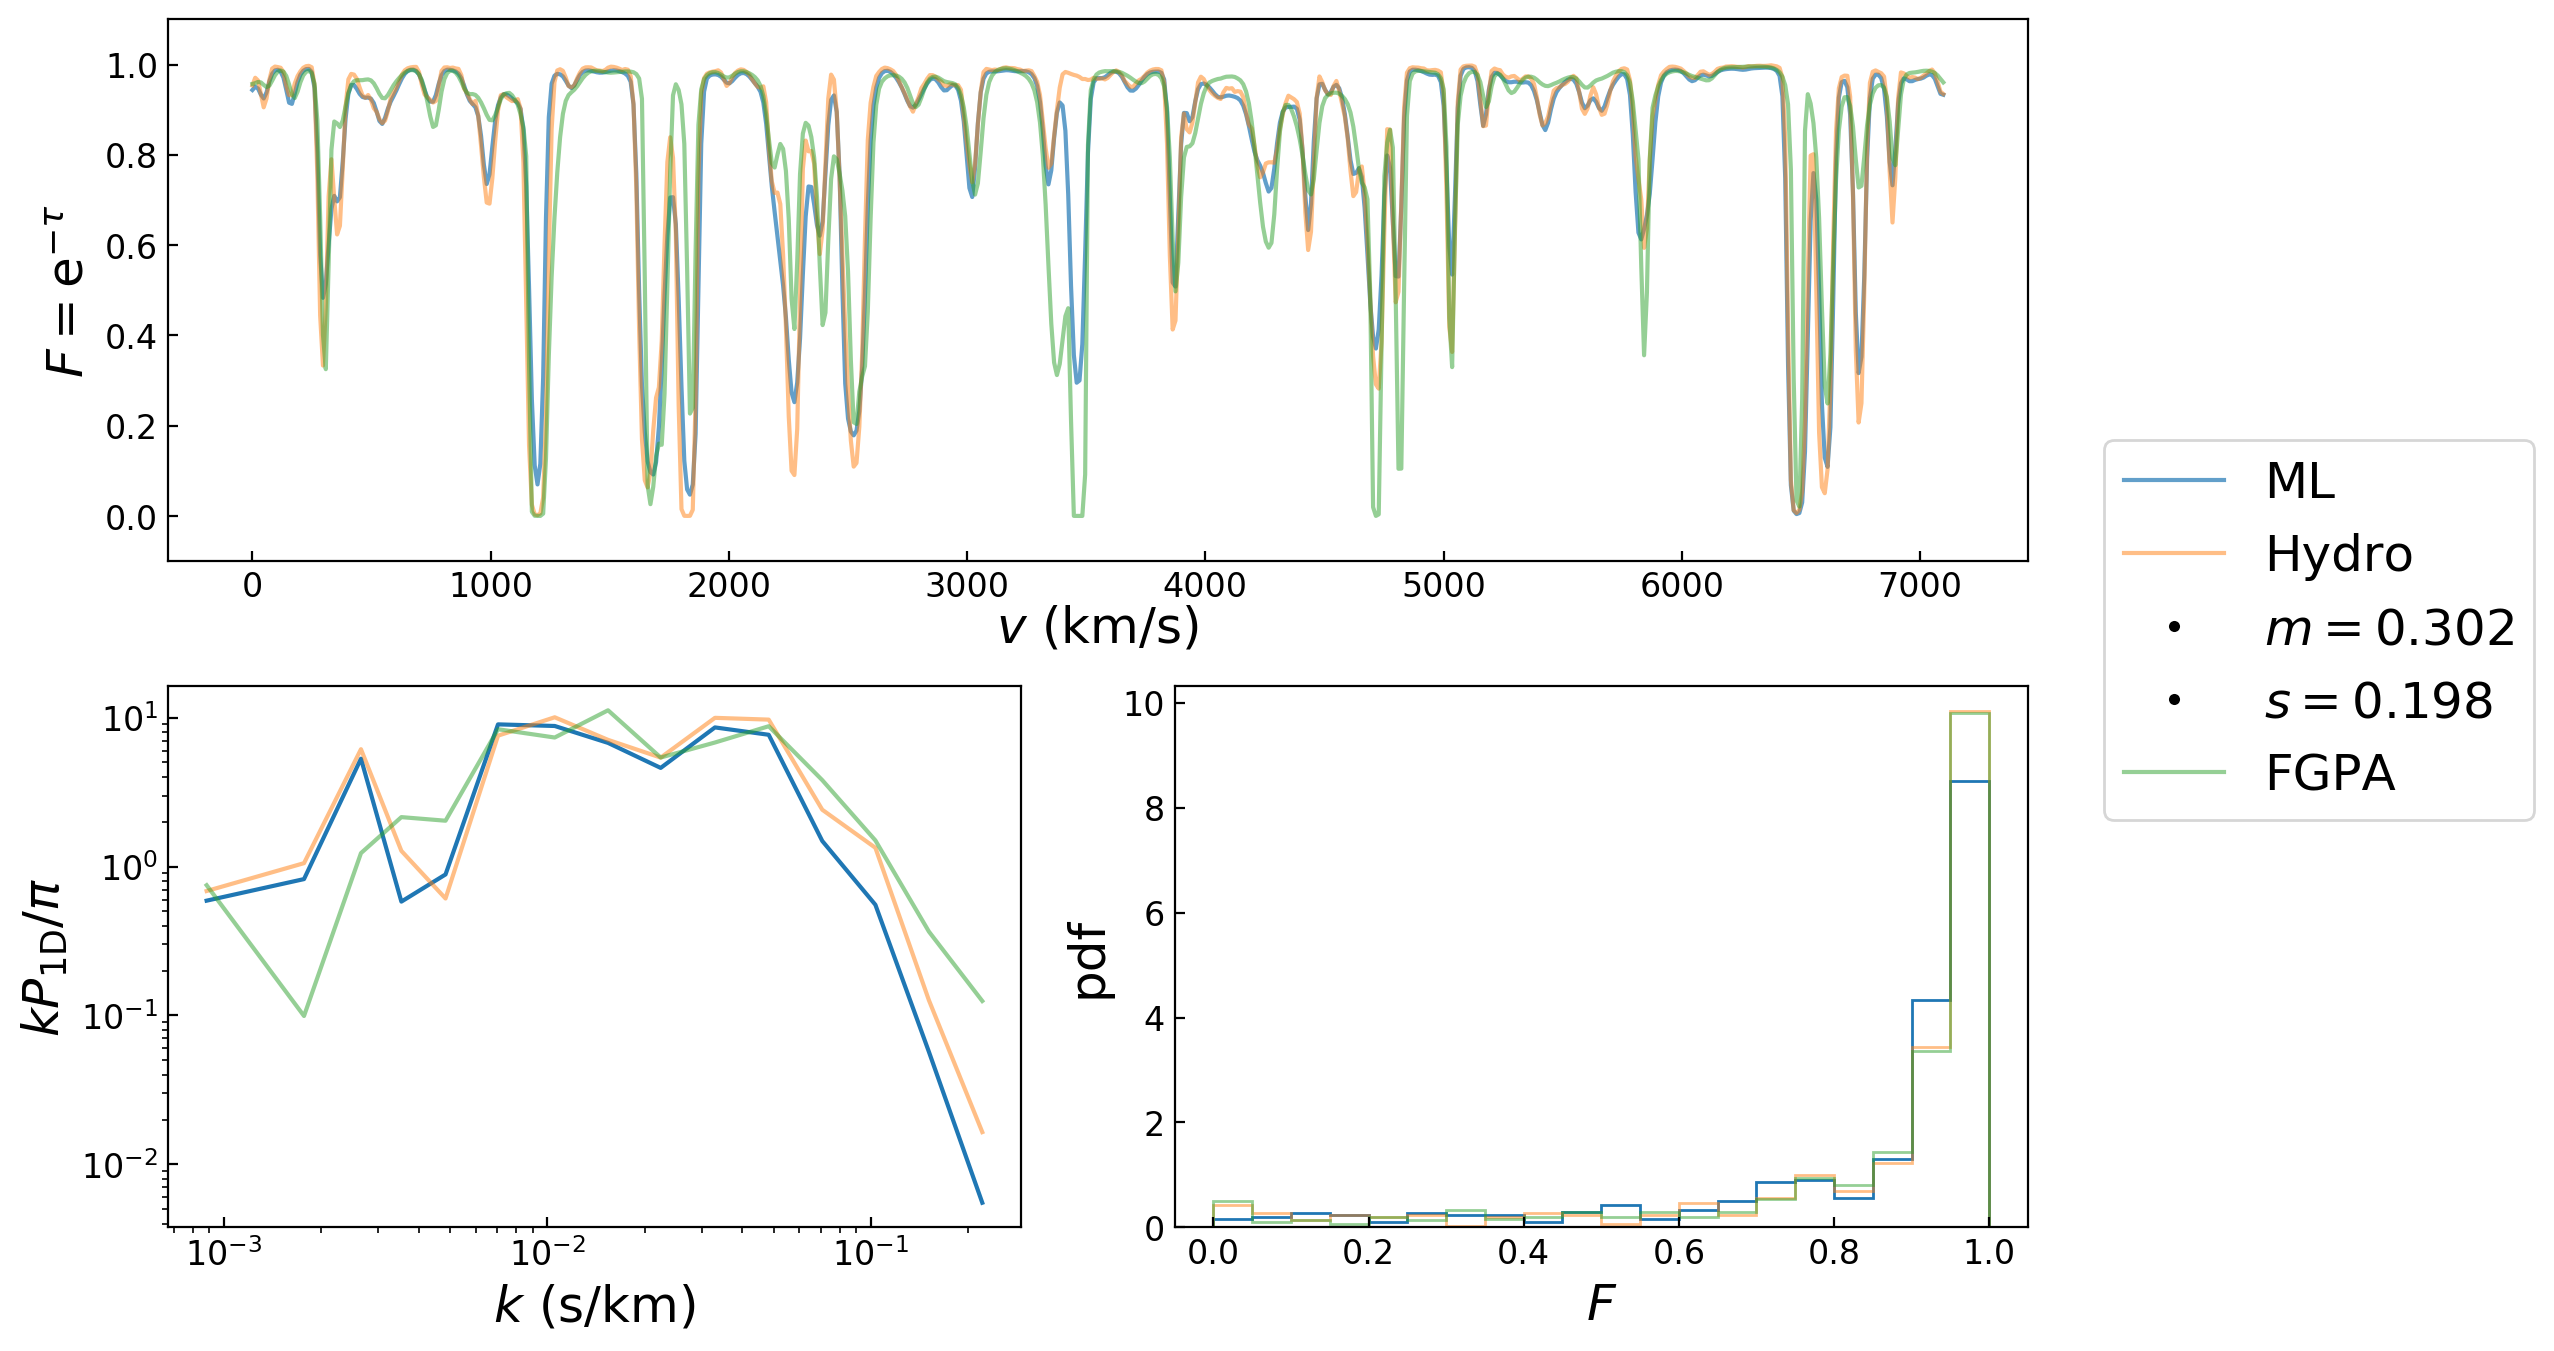 1.0
0.8
0.6
0.4
0.2
0.0
F = e^{−τ}
0 1000 2000 3000 4000 5000 6000 7000
v (km/s)
10^1
10^0
10^{−1}
10^{−2}
kP_{1D}/π
10^{−3} 10^{−2} 10^{−1}
k (s/km)
10
8
6
4
2
0
pdf
0.0 0.2 0.4 0.6 0.8 1.0
F
ML
Hydro
m = 0.302
s = 0.198
FGPA